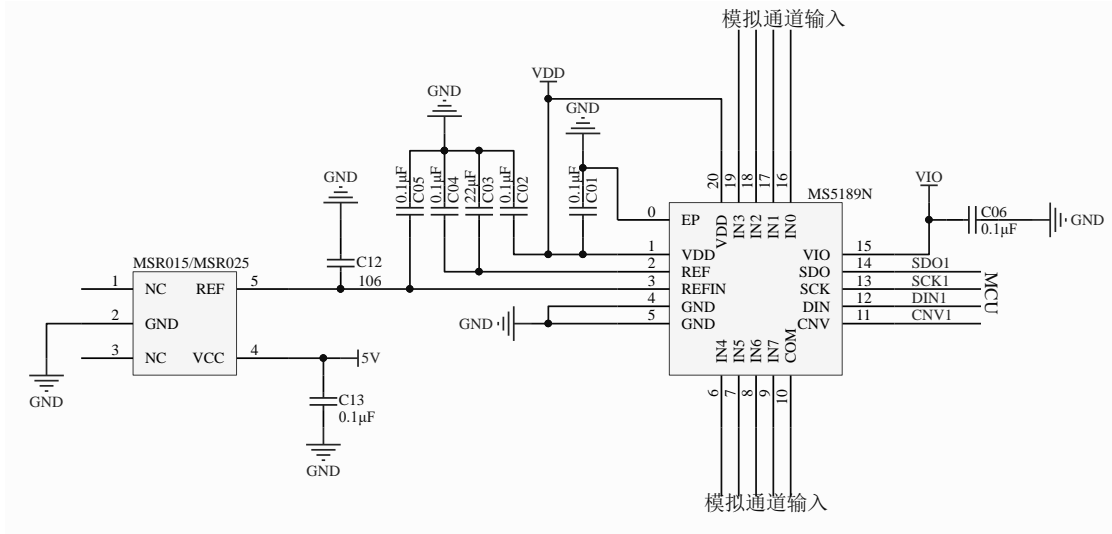 模拟通道输入
VDD
GND
GND
0.1μF
C05
0.1μF
C04
22μF
C03
0.1μF
C02
0.1μF
C01
20
19
18
17
16
MS5189N
VIO
GND
C06
0.1μF
GND
0
EP
VDD
IN3
IN2
IN1
IN0
1
VDD
VIO
15
2
REF
SDO
14
SDO1
3
REFIN
SCK
13
SCK1
4
GND
DIN
12
DIN1
5
GND
CNV
11
CNV1
MCU
GND
IN4
IN5
IN6
IN7
COM
6
7
8
9
10
模拟通道输入
C12
106
MSR015/MSR025
1
NC
REF
5
2
GND
3
NC
VCC
4
5V
GND
C13
0.1μF
GND